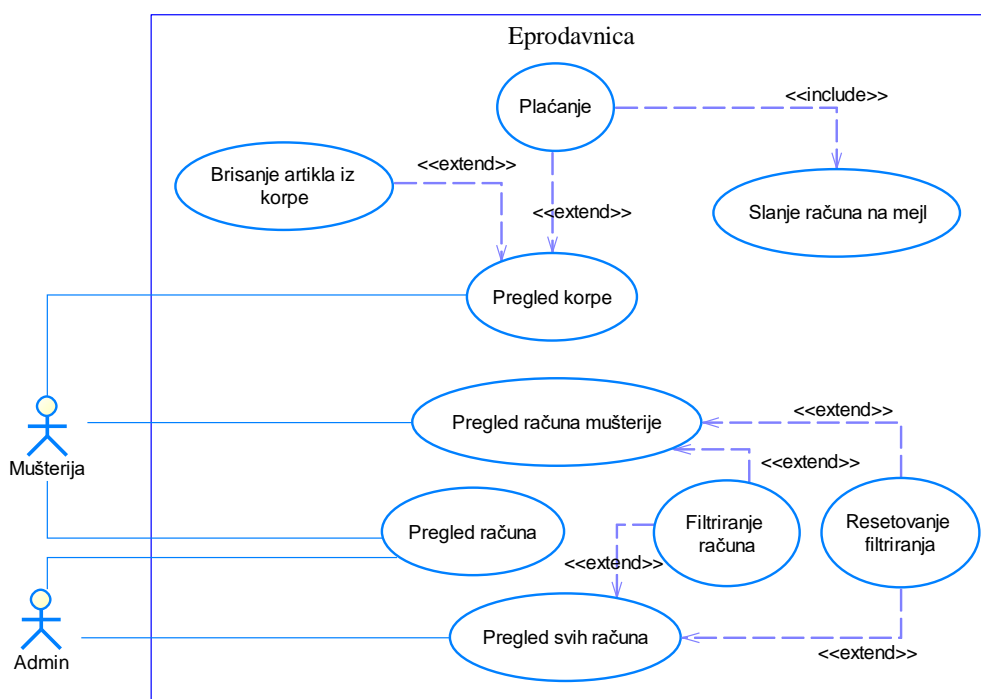 Eprodavnica
Plaćanje
<<include>>
<<extend>>
Brisanje artikla iz
korpe
<<extend>>
Slanje računa na mejl
Pregled korpe
Pregled računa mušterije
<<extend>>
Mušterija
<<extend>>
Pregled računa
Filtriranje
računa
Resetovanje
filtriranja
<<extend>>
Pregled svih računa
<<extend>>
Admin